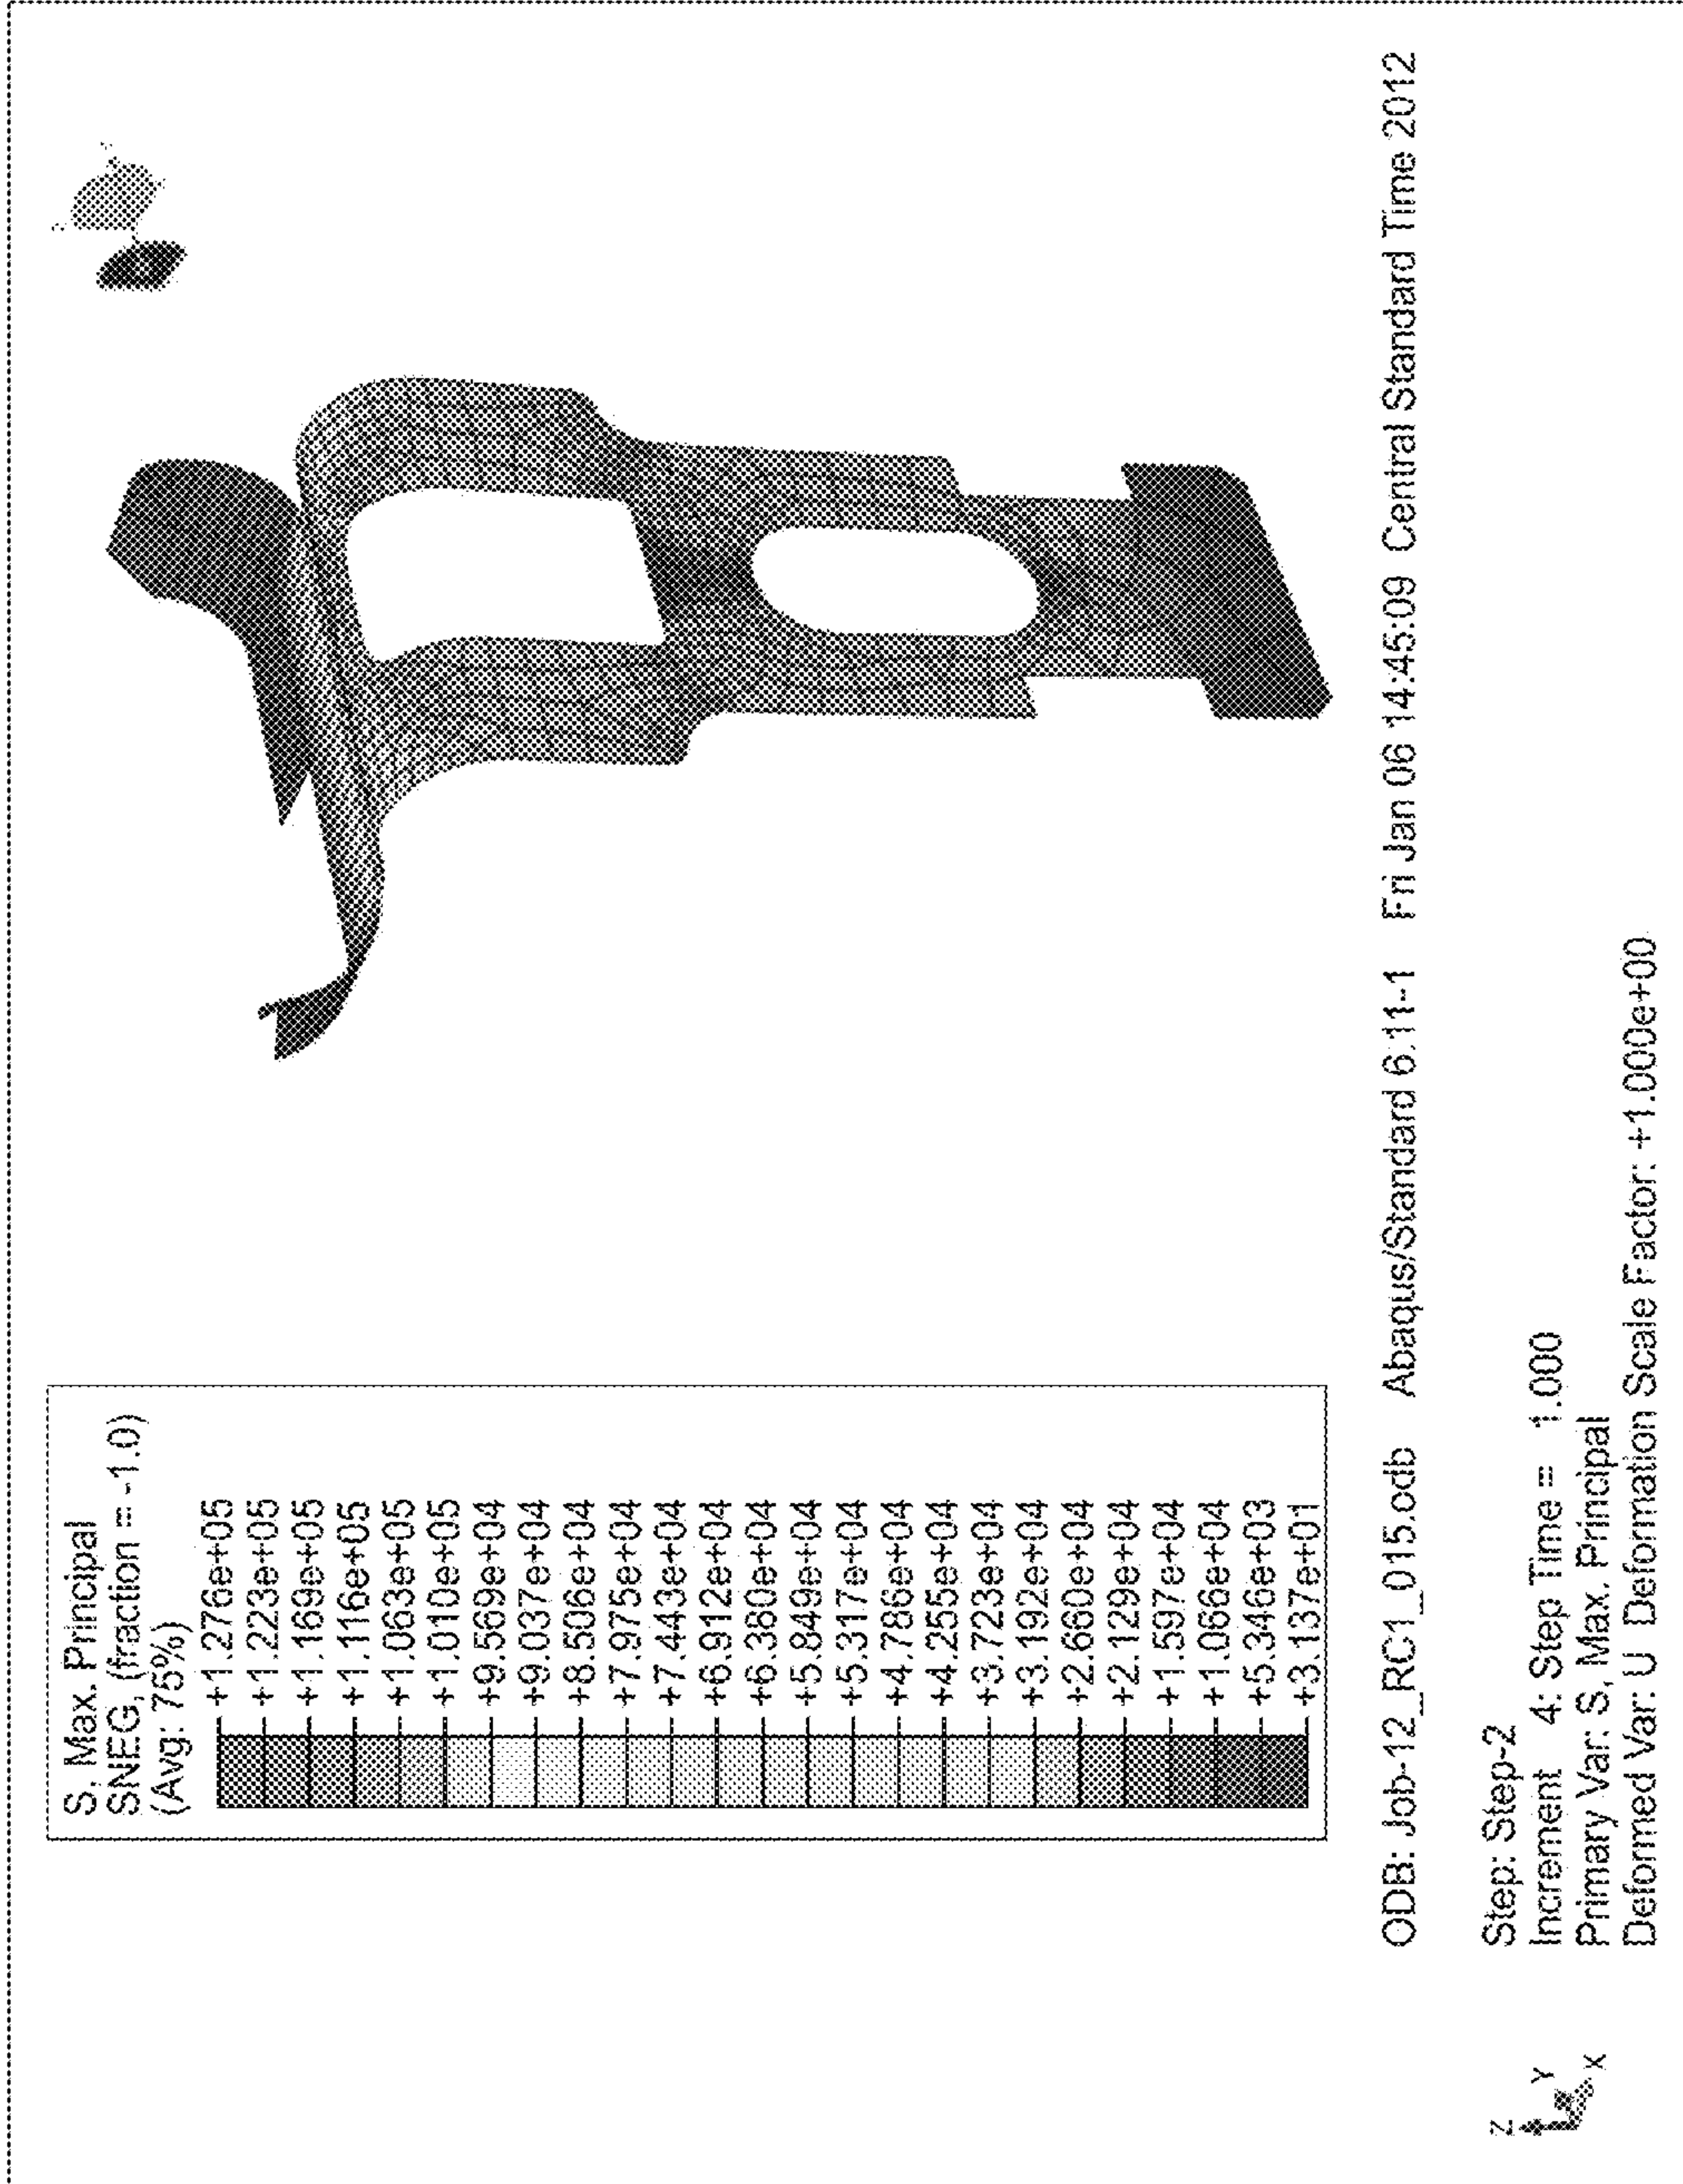 S, Max. Principal
SNEG, (fraction = -1.0)
(Avg: 75%)
+1.276e+05
+1.223e+05
+1.169e+05
+1.116e+05
+1.063e+05
+1.010e+05
+9.569e+04
+9.037e+04
+8.506e+04
+7.975e+04
+7.443e+04
+6.912e+04
+6.380e+04
+5.849e+04
+5.317e+04
+4.786e+04
+4.255e+04
+3.723e+04
+3.192e+04
+2.660e+04
+2.129e+04
+1.597e+04
+1.066e+04
+5.346e+03
+3.137e+01
ODB: Job-12_RC1_015.odb Abaqus/Standard 6.11-1 Fri Jan 06 14:45:09 Central Standard Time 2012
Step: Step-2
Increment 4: Step Time = 1.000
Primary Var: S, Max. Principal
Deformed Var: U Deformation Scale Factor: +1.000e+00
Z
Y
X